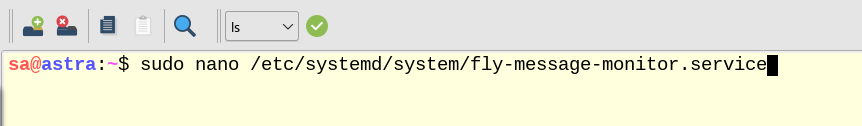 ls
sa@astra:~$ sudo nano /etc/systemd/system/fly-message-monitor.service